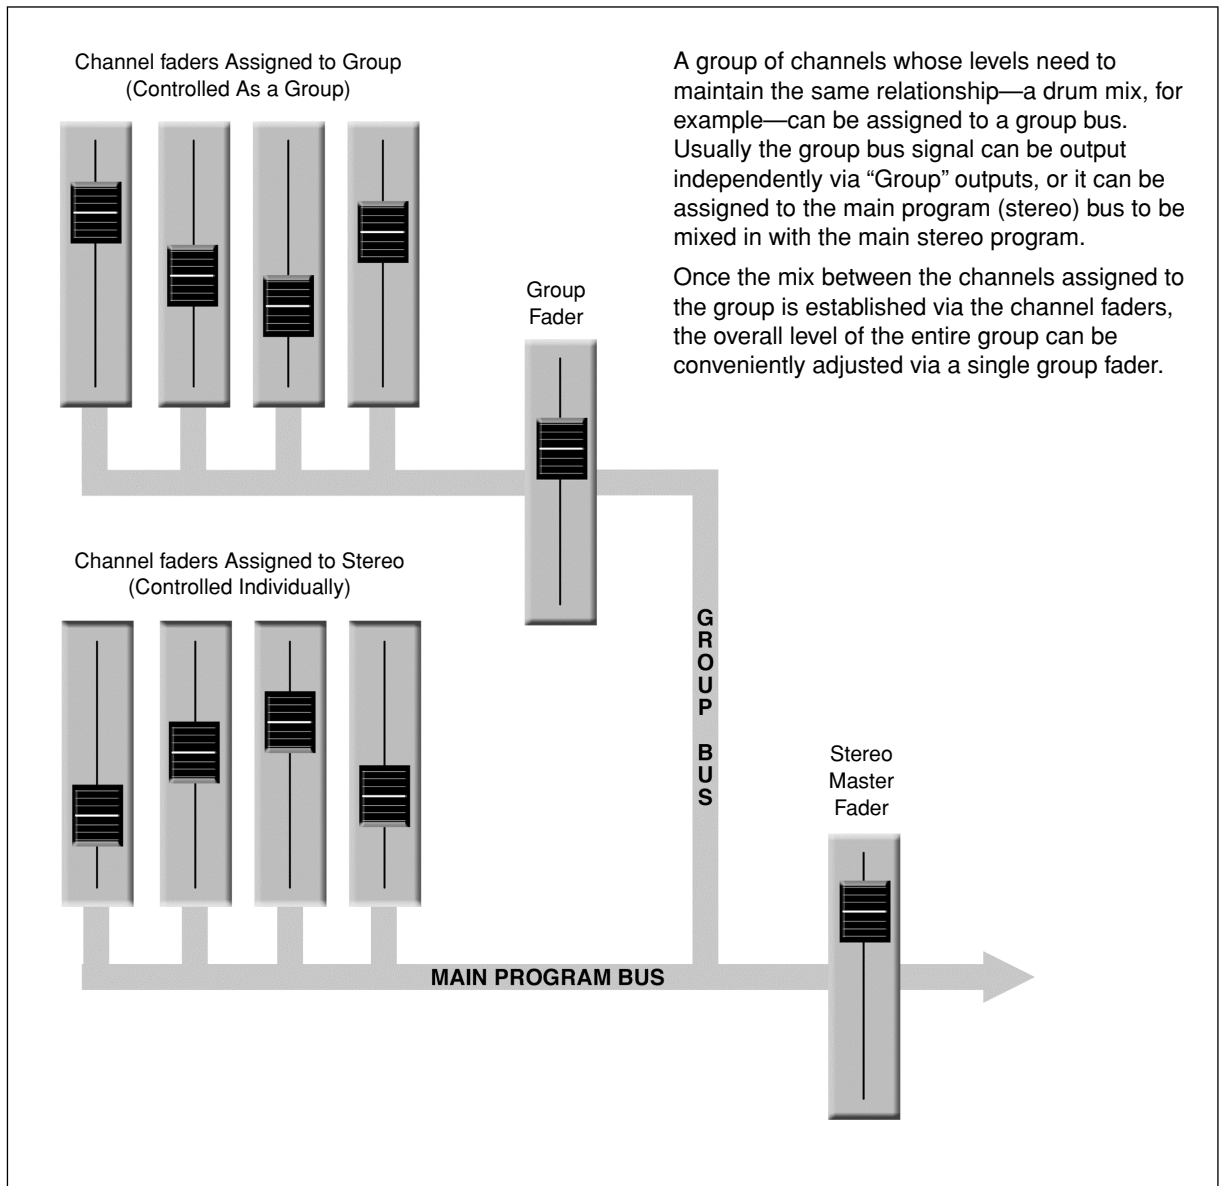 Channel faders Assigned to Group
(Controlled As a Group)
A group of channels whose levels need to
maintain the same relationship—a drum mix, for
example—can be assigned to a group bus.
Usually the group bus signal can be output
independently via “Group” outputs, or it can be
assigned to the main program (stereo) bus to be
mixed in with the main stereo program.
Once the mix between the channels assigned to
the group is established via the channel faders,
the overall level of the entire group can be
conveniently adjusted via a single group fader.
Group
Fader
Channel faders Assigned to Stereo
(Controlled Individually)
GROUP BUS
Stereo
Master
Fader
MAIN PROGRAM BUS